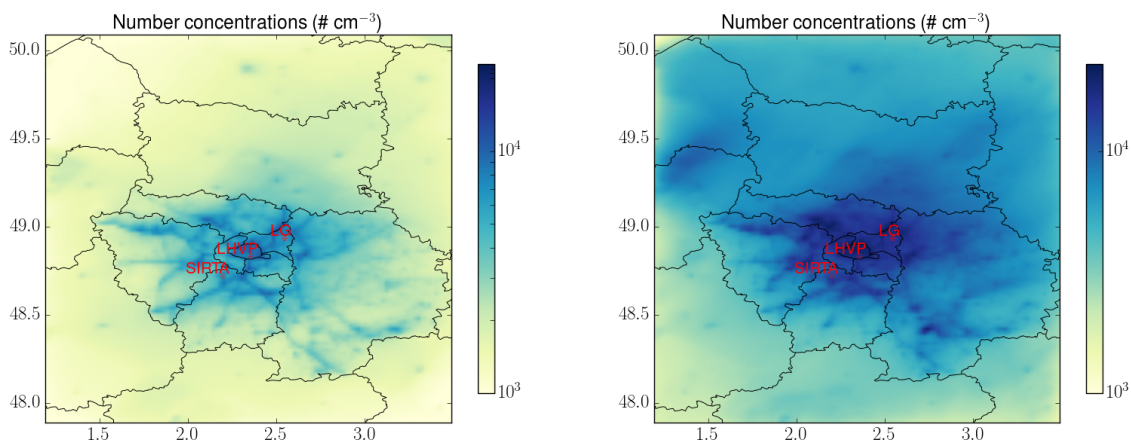 Number concentrations (# cm⁻³)
50.0
49.5
49.0
48.5
48.0
1.5 2.0 2.5 3.0
LG
LHVP
SIRTA
10⁴
10³
Number concentrations (# cm⁻³)
50.0
49.5
49.0
48.5
48.0
1.5 2.0 2.5 3.0
LG
LHVP
SIRTA
10⁴
10³